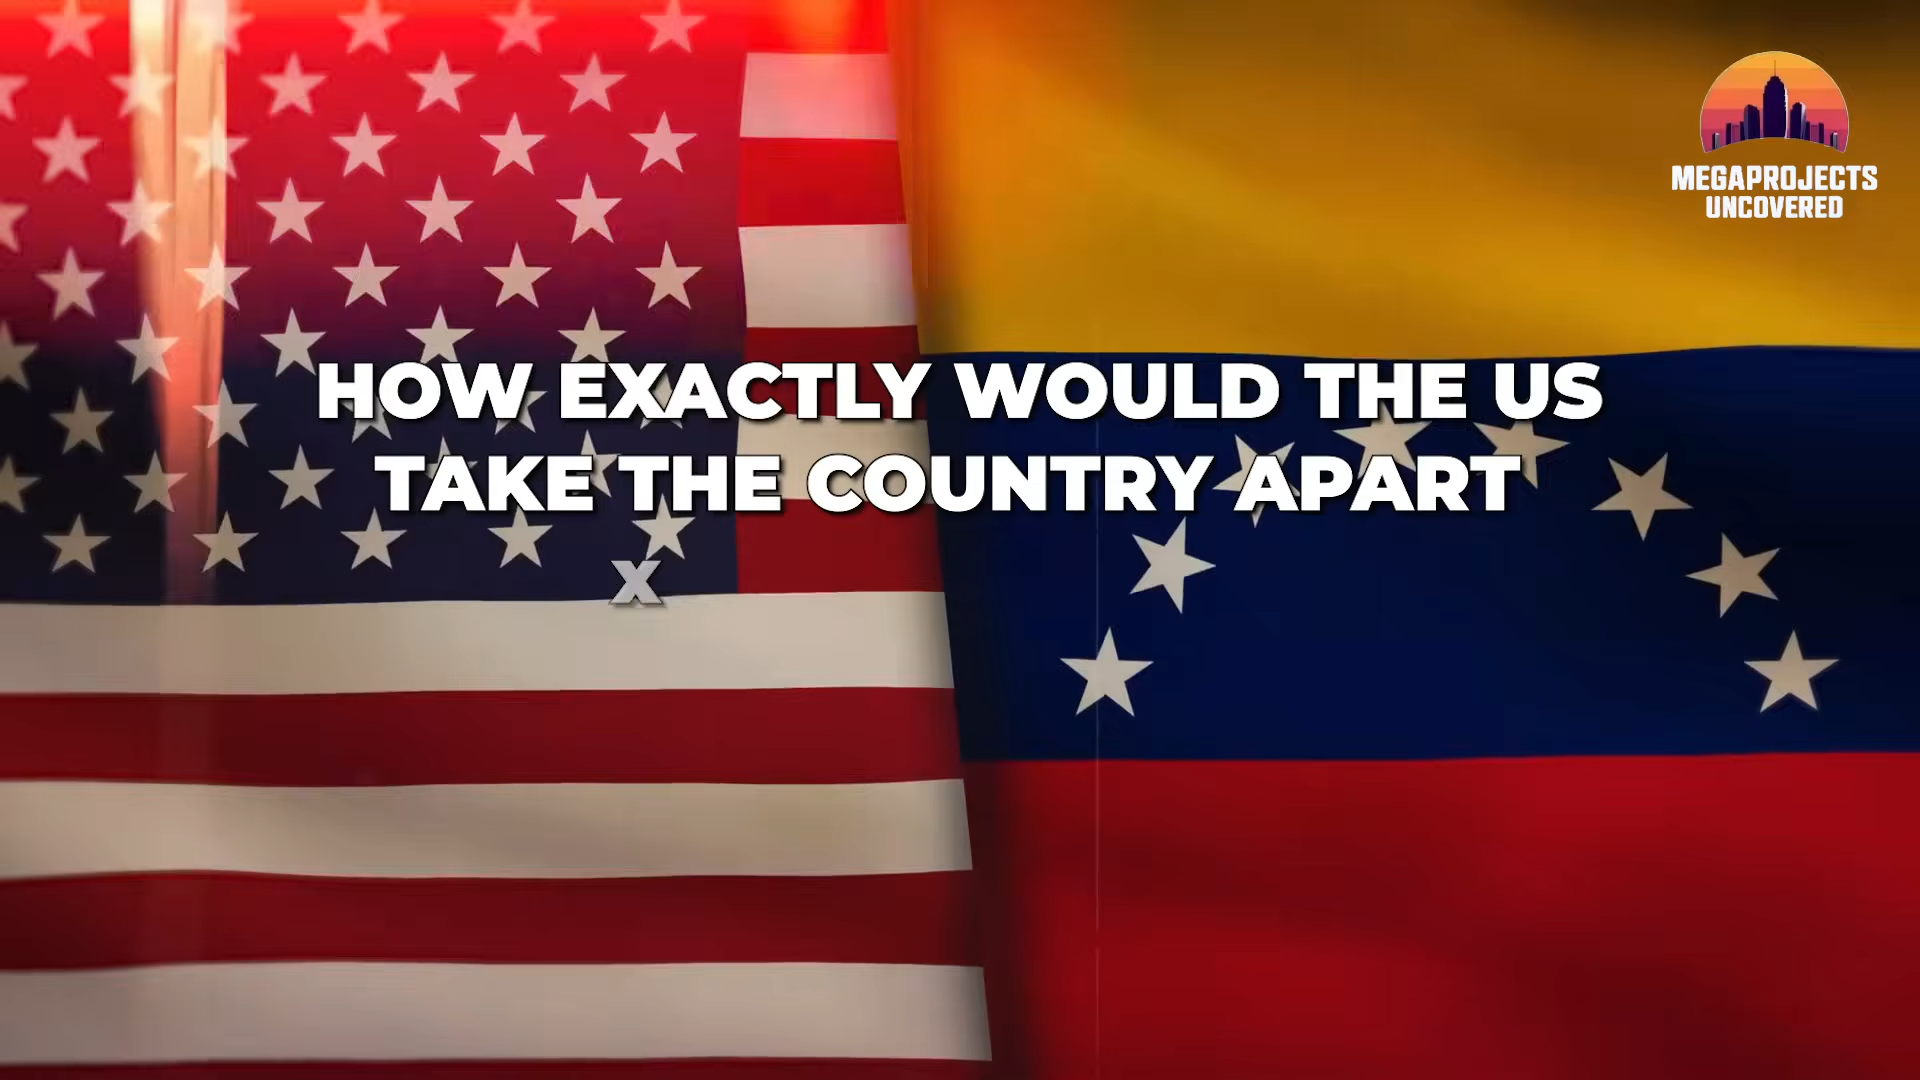 MEGAPROJECTS
UNCOVERED
HOW EXACTLY WOULD THE US
TAKE THE COUNTRY APART
X